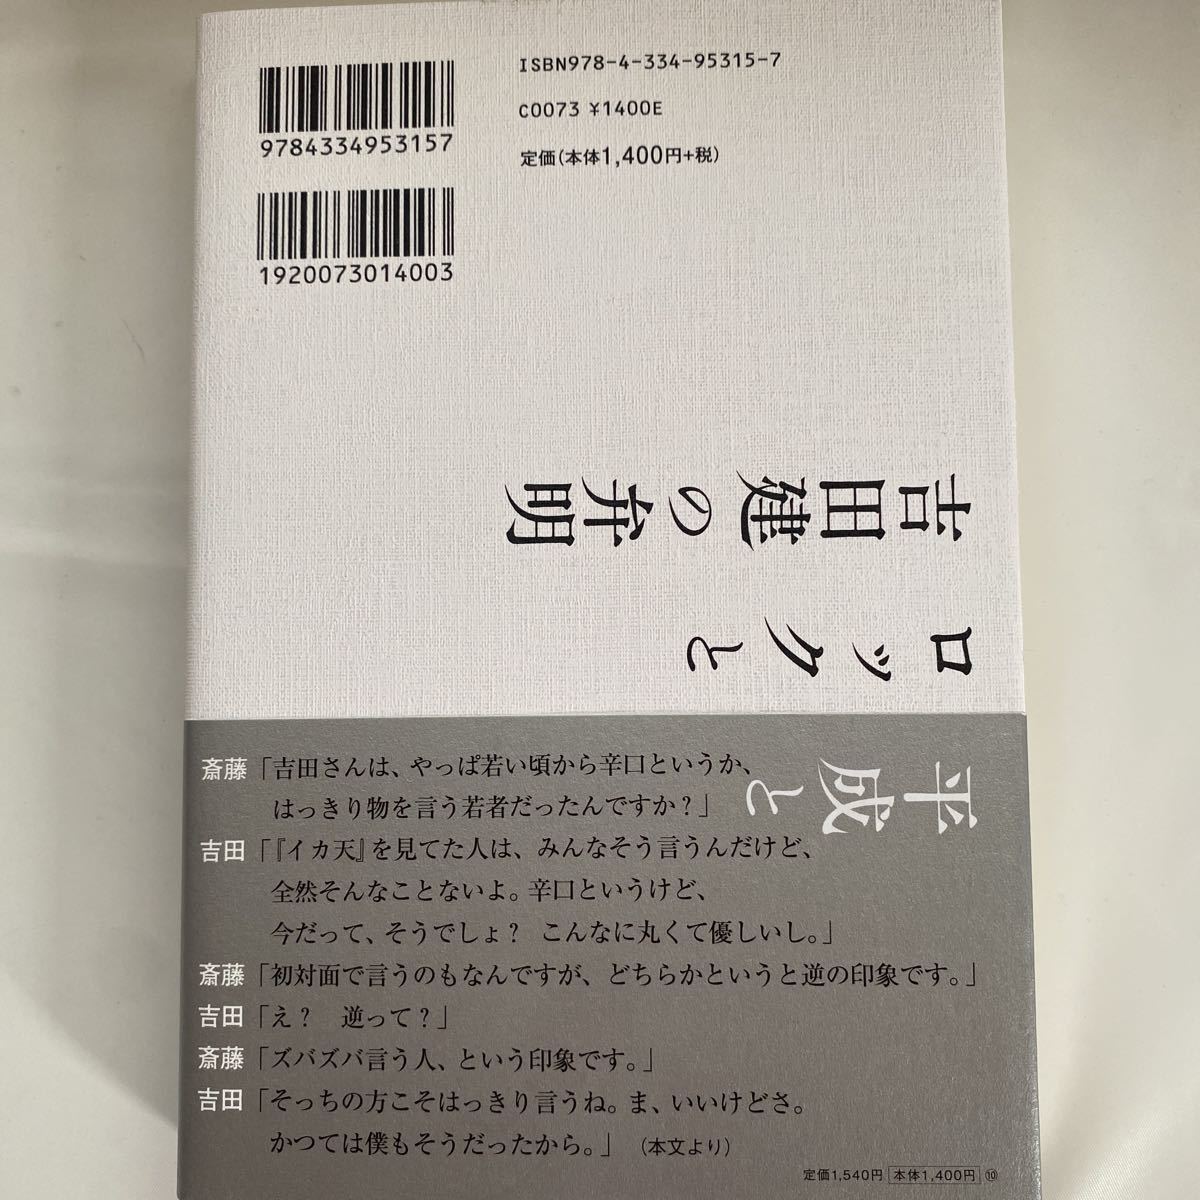 ISBN978-4-334-95315-7
C0073 ¥1400E
定価(本体1,400円+税)
9784334953157
1920073014003
ロックと
平成と
吉田建の弁明
斎藤「吉田さんは、やっぱ若い頃から辛口というか、
はっきり物を言う若者だったんですか？」
吉田「『イカ天』を見てた人は、みんなそう言うんだけど、
全然そんなことないよ。辛口というけど、
今だって、そうでしょ？　こんなに丸くて優しいし。」
斎藤「初対面で言うのもなんですが、どちらかというと逆の印象です。」
吉田「え？　逆って？」
斎藤「ズバズバ言う人、という印象です。」
吉田「そっちの方こそはっきり言うね。ま、いいけどさ。
かつては僕もそうだったから。」（本文より）
定価1,540円 本体1,400円 ⑩